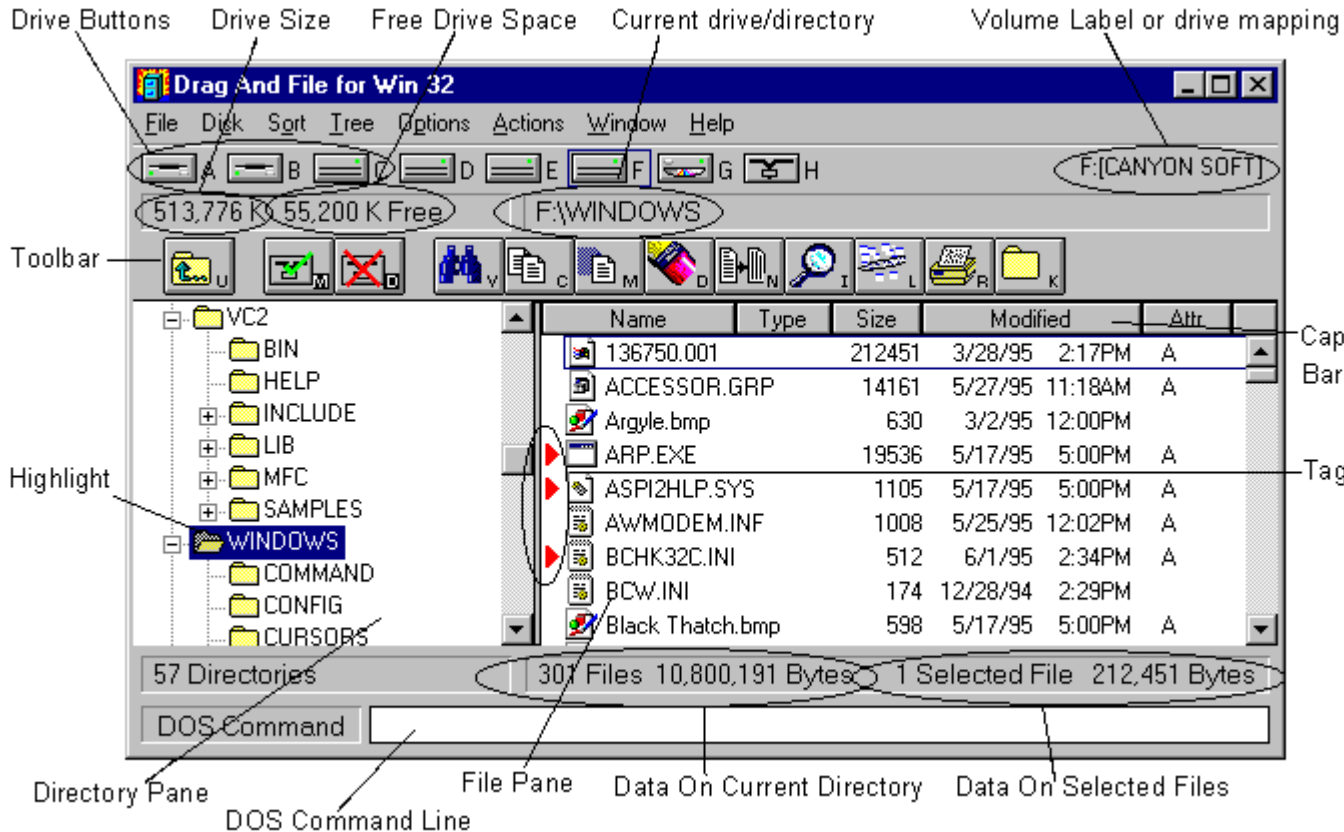 Drive Buttons Drive Size Free Drive Space Current drive/directory Volume Label or drive mapping
Drag And File for Win 32
File Disk Sort Tree Options Actions Window Help
A B C D E F G H F:[CANYON SOFT]
513,776 K 55,200 K Free F:\WINDOWS
Toolbar
U M D V C M D N I L R K
VC2
BIN
HELP
INCLUDE
LIB
MFC
SAMPLES
Highlight
WINDOWS
COMMAND
CONFIG
CURSORS
Name Type Size Modified Attr
Cap
Bar
136750.001 212451 3/28/95 2:17PM A
ACCESSOR.GRP 14161 5/27/95 11:18AM A
Argyle.bmp 630 3/2/95 12:00PM
ARP.EXE 19536 5/17/95 5:00PM A
Tag
ASPI2HLP.SYS 1105 5/17/95 5:00PM A
AWMODEM.INF 1008 5/25/95 12:02PM A
BCHK32C.INI 512 6/1/95 2:34PM A
BCW.INI 174 12/28/94 2:29PM
Black Thatch.bmp 598 5/17/95 5:00PM A
57 Directories 301 Files 10,800,191 Bytes 1 Selected File 212,451 Bytes
DOS Command
Directory Pane File Pane Data On Current Directory Data On Selected Files
DOS Command Line